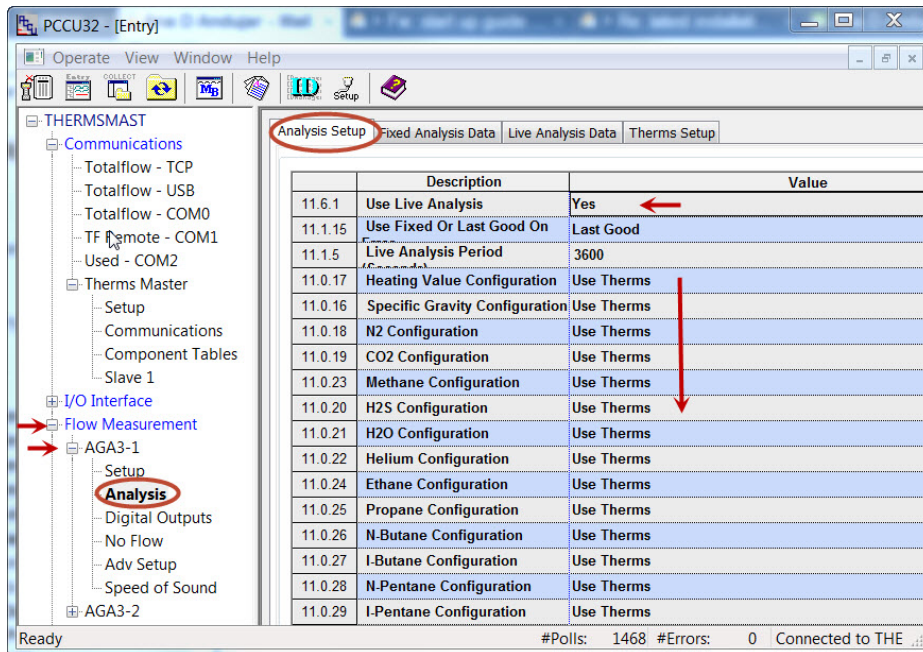 PCCU32 - [Entry]
Operate View Window Help
Entry COLLECT MB ID Setup
THERMSMAST
Communications
Totalflow - TCP
Totalflow - USB
Totalflow - COM0
TF Remote - COM1
Used - COM2
Therms Master
Setup
Communications
Component Tables
Slave 1
I/O Interface
Flow Measurement
AGA3-1
Setup
Analysis
Digital Outputs
No Flow
Adv Setup
Speed of Sound
AGA3-2
Analysis Setup Fixed Analysis Data Live Analysis Data Therms Setup
Description Value
11.6.1 Use Live Analysis Yes
11.1.15 Use Fixed Or Last Good On Last Good
11.1.5 Live Analysis Period 3600
11.0.17 Heating Value Configuration Use Therms
11.0.16 Specific Gravity Configuration Use Therms
11.0.18 N2 Configuration Use Therms
11.0.19 CO2 Configuration Use Therms
11.0.23 Methane Configuration Use Therms
11.0.20 H2S Configuration Use Therms
11.0.21 H2O Configuration Use Therms
11.0.22 Helium Configuration Use Therms
11.0.24 Ethane Configuration Use Therms
11.0.25 Propane Configuration Use Therms
11.0.26 N-Butane Configuration Use Therms
11.0.27 I-Butane Configuration Use Therms
11.0.28 N-Pentane Configuration Use Therms
11.0.29 I-Pentane Configuration Use Therms
Ready #Polls: 1468 #Errors: 0 Connected to THE